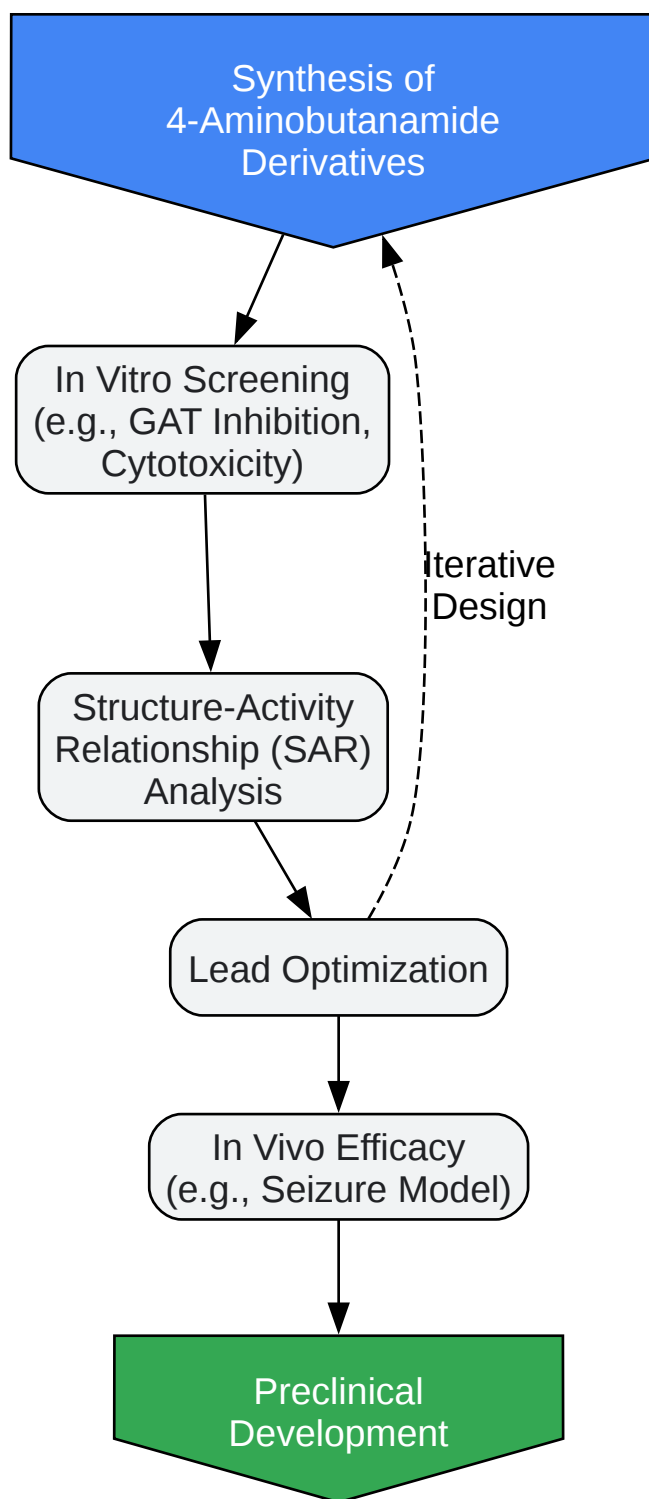 Synthesis of
4-Aminobutanamide
Derivatives
In Vitro Screening
(e.g., GAT Inhibition,
Cytotoxicity)
Iterative
Design
Structure-Activity
Relationship (SAR)
Analysis
Lead Optimization
In Vivo Efficacy
(e.g., Seizure Model)
Preclinical
Development